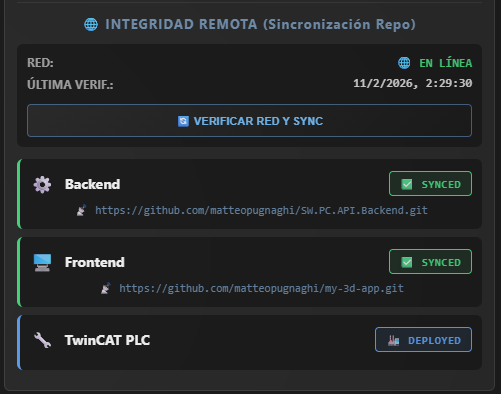 INTEGRIDAD REMOTA (Sincronización Repo)
RED: EN LÍNEA
ÚLTIMA VERIF.: 11/2/2026, 2:29:30
VERIFICAR RED Y SYNC
Backend SYNCED
https://github.com/matteopugnaghi/SW.PC.API.Backend.git
Frontend SYNCED
https://github.com/matteopugnaghi/my-3d-app.git
TwinCAT PLC DEPLOYED